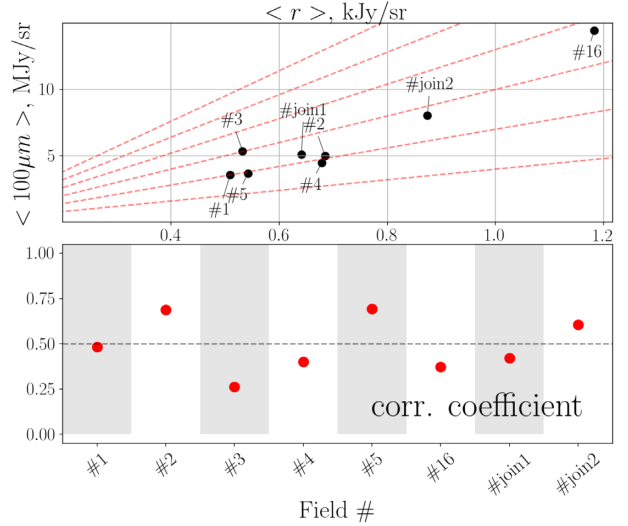 < r >, kJy/sr
< 100μm >, MJy/sr
10
5
#16
#join2
#join1
#3
#2
#5
#4
#1
0.4 0.6 0.8 1.0 1.2
1.00
0.75
0.50
0.25
0.00
corr. coefficient
#1 #2 #3 #4 #5 #16 #join1 #join2
Field #